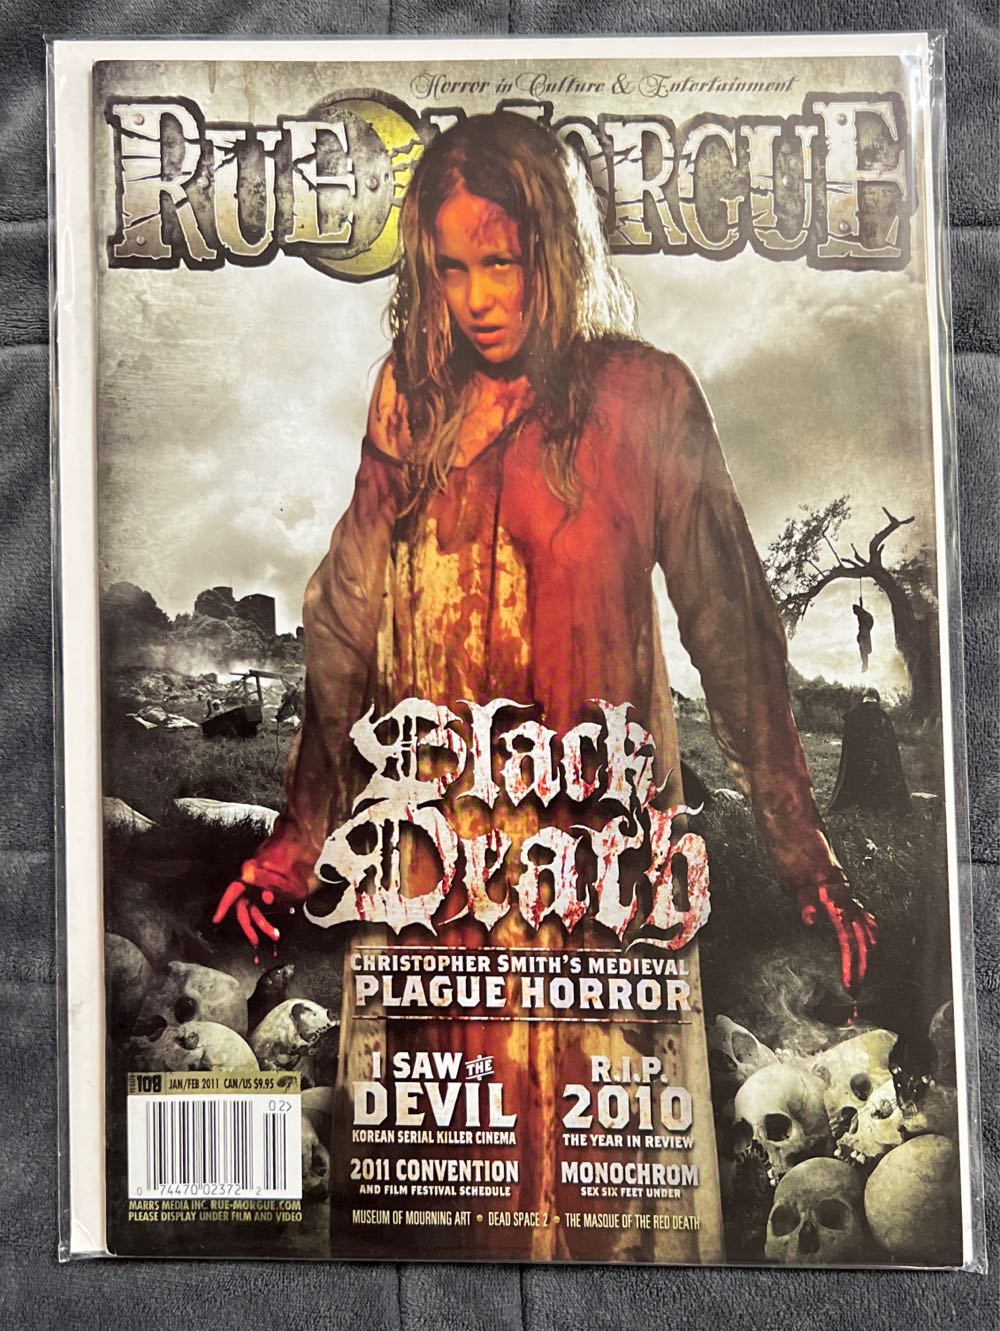 Horror in Culture & Entertainment
RUE MORGUE
Black
Death
CHRISTOPHER SMITH'S MEDIEVAL
PLAGUE HORROR
I SAW THE
DEVIL
KOREAN SERIAL KILLER CINEMA
R.I.P.
2010
THE YEAR IN REVIEW
2011 CONVENTION
AND FILM FESTIVAL SCHEDULE
MONOCHROM
SEX SIX FEET UNDER
MUSEUM OF MOURNING ART • DEAD SPACE 2 • THE MASQUE OF THE RED DEATH
ISSUE 108 JAN/FEB 2011 CAN/US $9.95
02>
0 74470 02372 2
MARRS MEDIA INC. RUE-MORGUE.COM
PLEASE DISPLAY UNDER FILM AND VIDEO